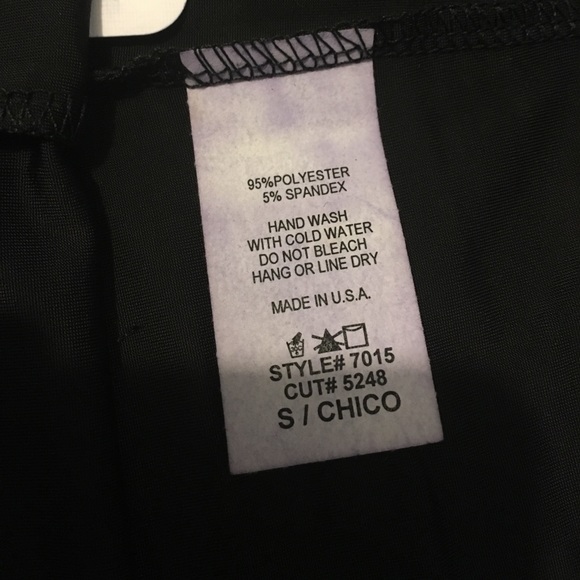 95%POLYESTER
5% SPANDEX
HAND WASH
WITH COLD WATER
DO NOT BLEACH
HANG OR LINE DRY
MADE IN U.S.A.
STYLE# 7015
CUT# 5248
S / CHICO